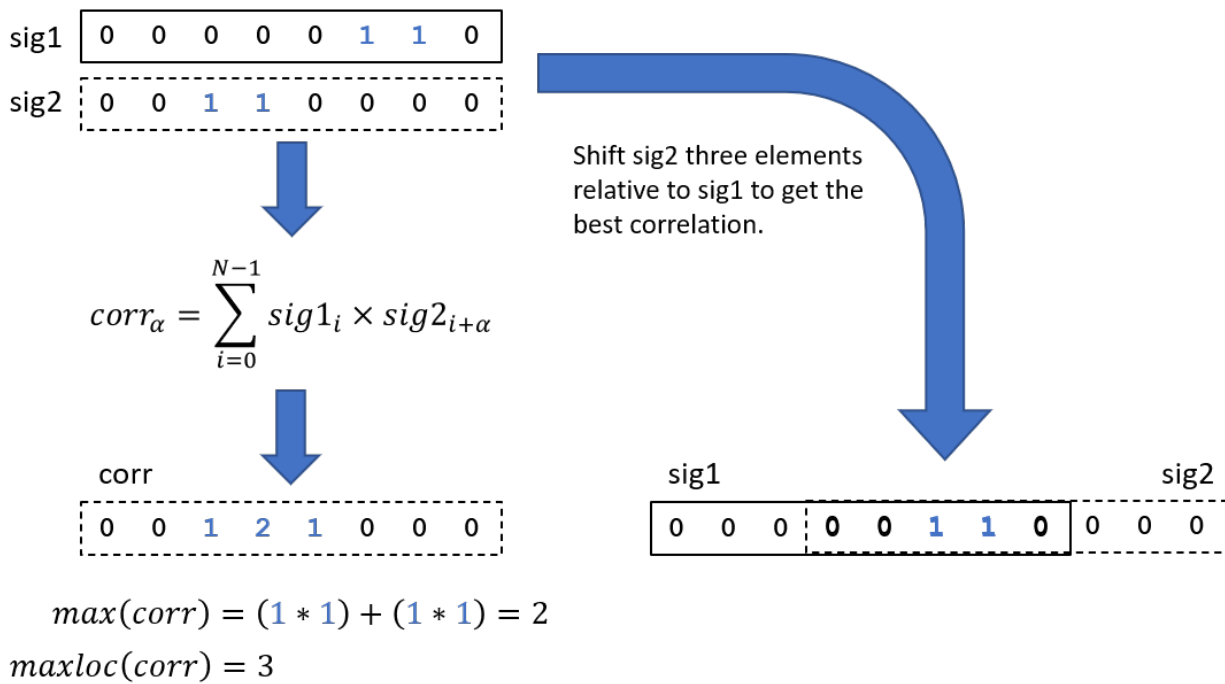 sig1 0 0 0 0 0 1 1 0
sig2 0 0 1 1 0 0 0 0
Shift sig2 three elements
relative to sig1 to get the
best correlation.
corr_α = ∑_{i=0}^{N−1} sig1_i × sig2_{i+α}
corr
0 0 1 2 1 0 0 0
sig1 sig2
0 0 0 0 0 1 1 0 0 0 0
max(corr) = (1 * 1) + (1 * 1) = 2
maxloc(corr) = 3